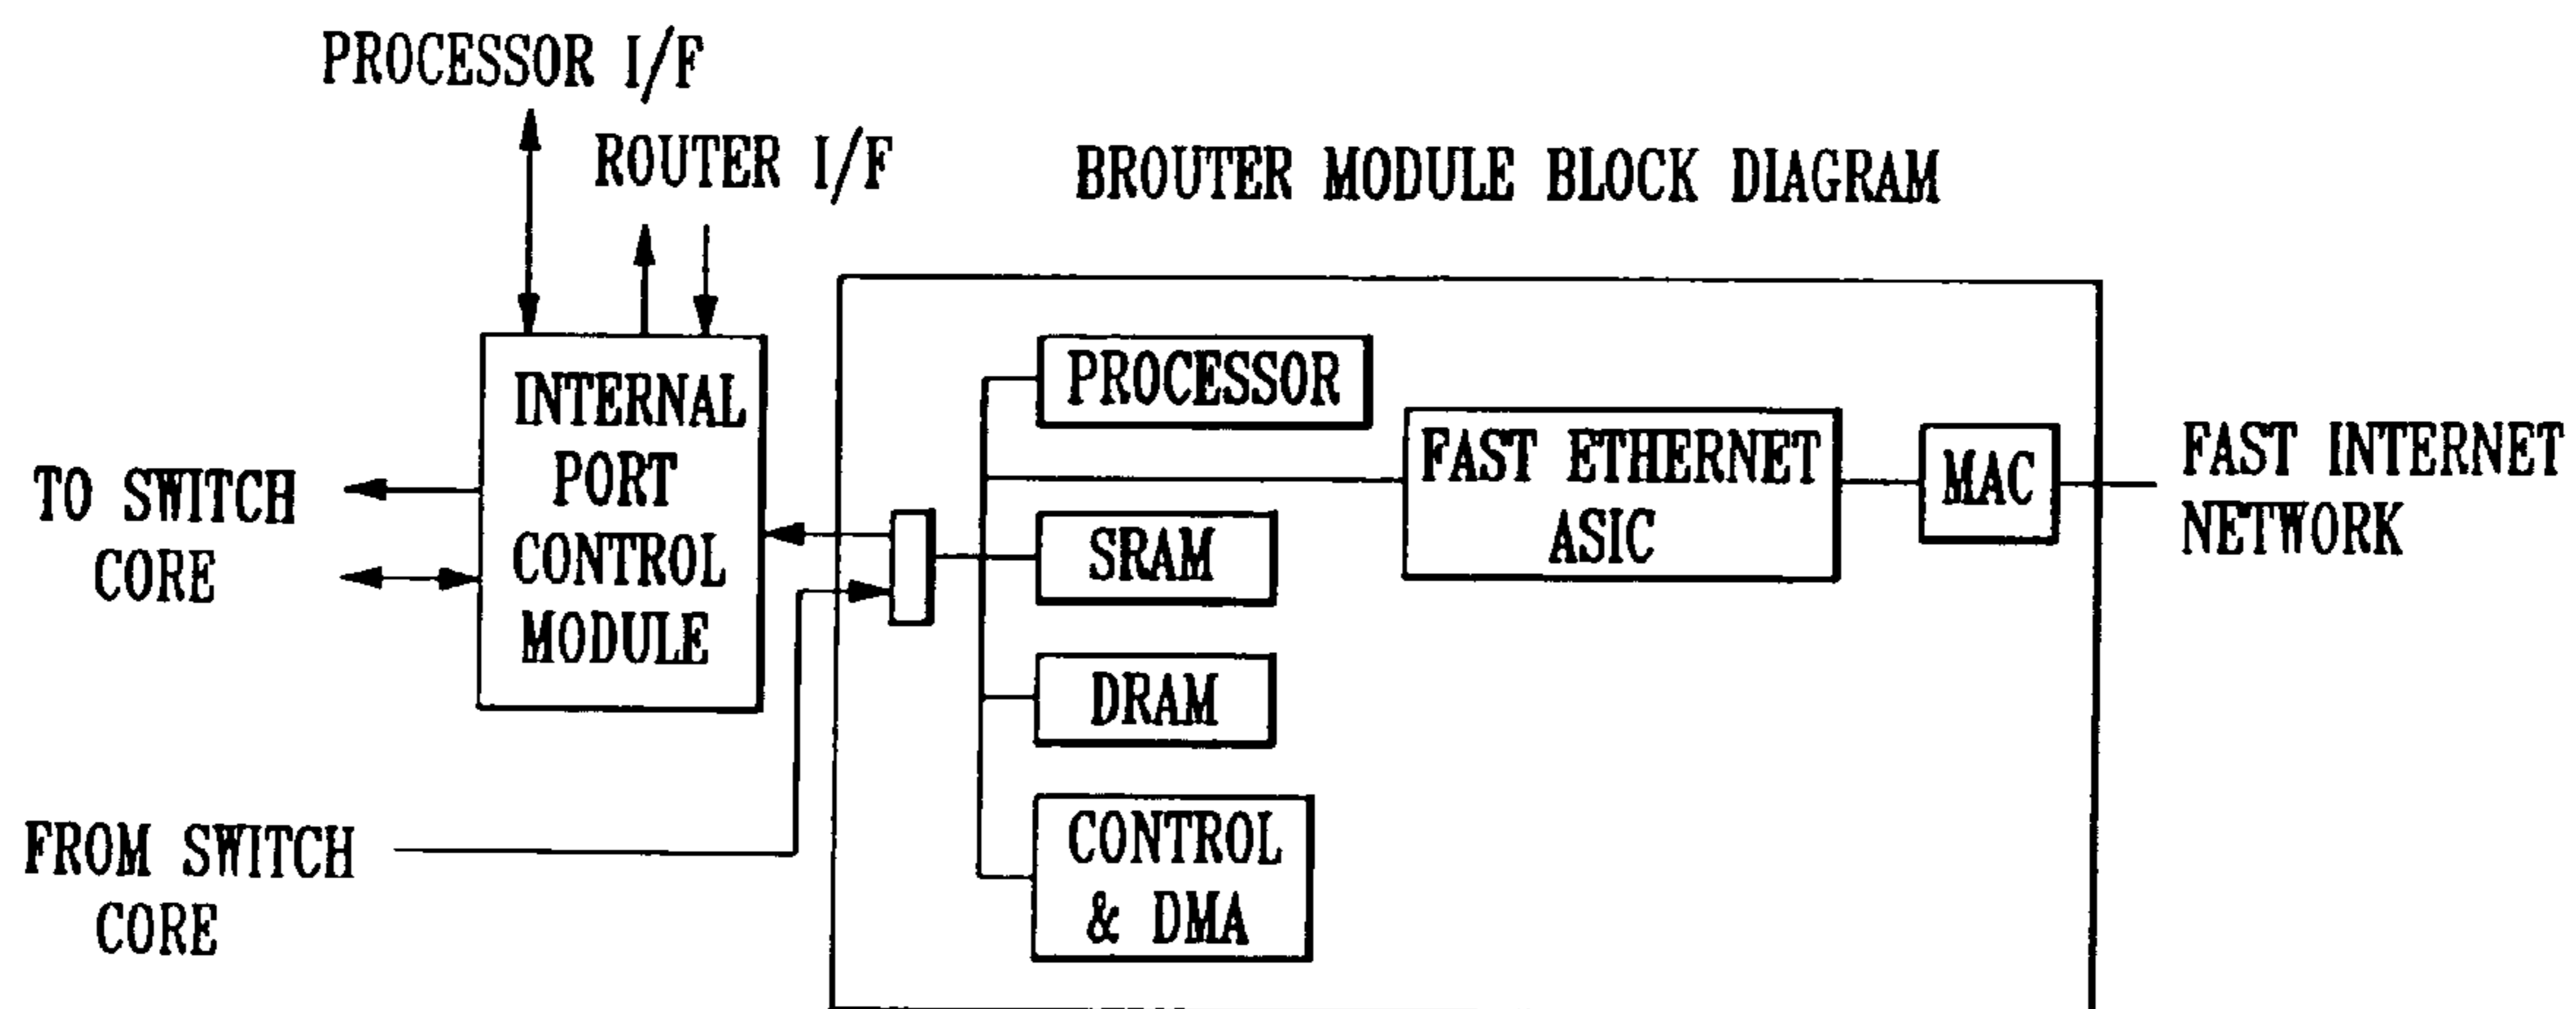 PROCESSOR I/F
ROUTER I/F
BROUTER MODULE BLOCK DIAGRAM
INTERNAL
PORT
CONTROL
MODULE
TO SWITCH
CORE
FROM SWITCH
CORE
PROCESSOR
FAST ETHERNET
ASIC
MAC
SRAM
DRAM
CONTROL
& DMA
FAST INTERNET
NETWORK